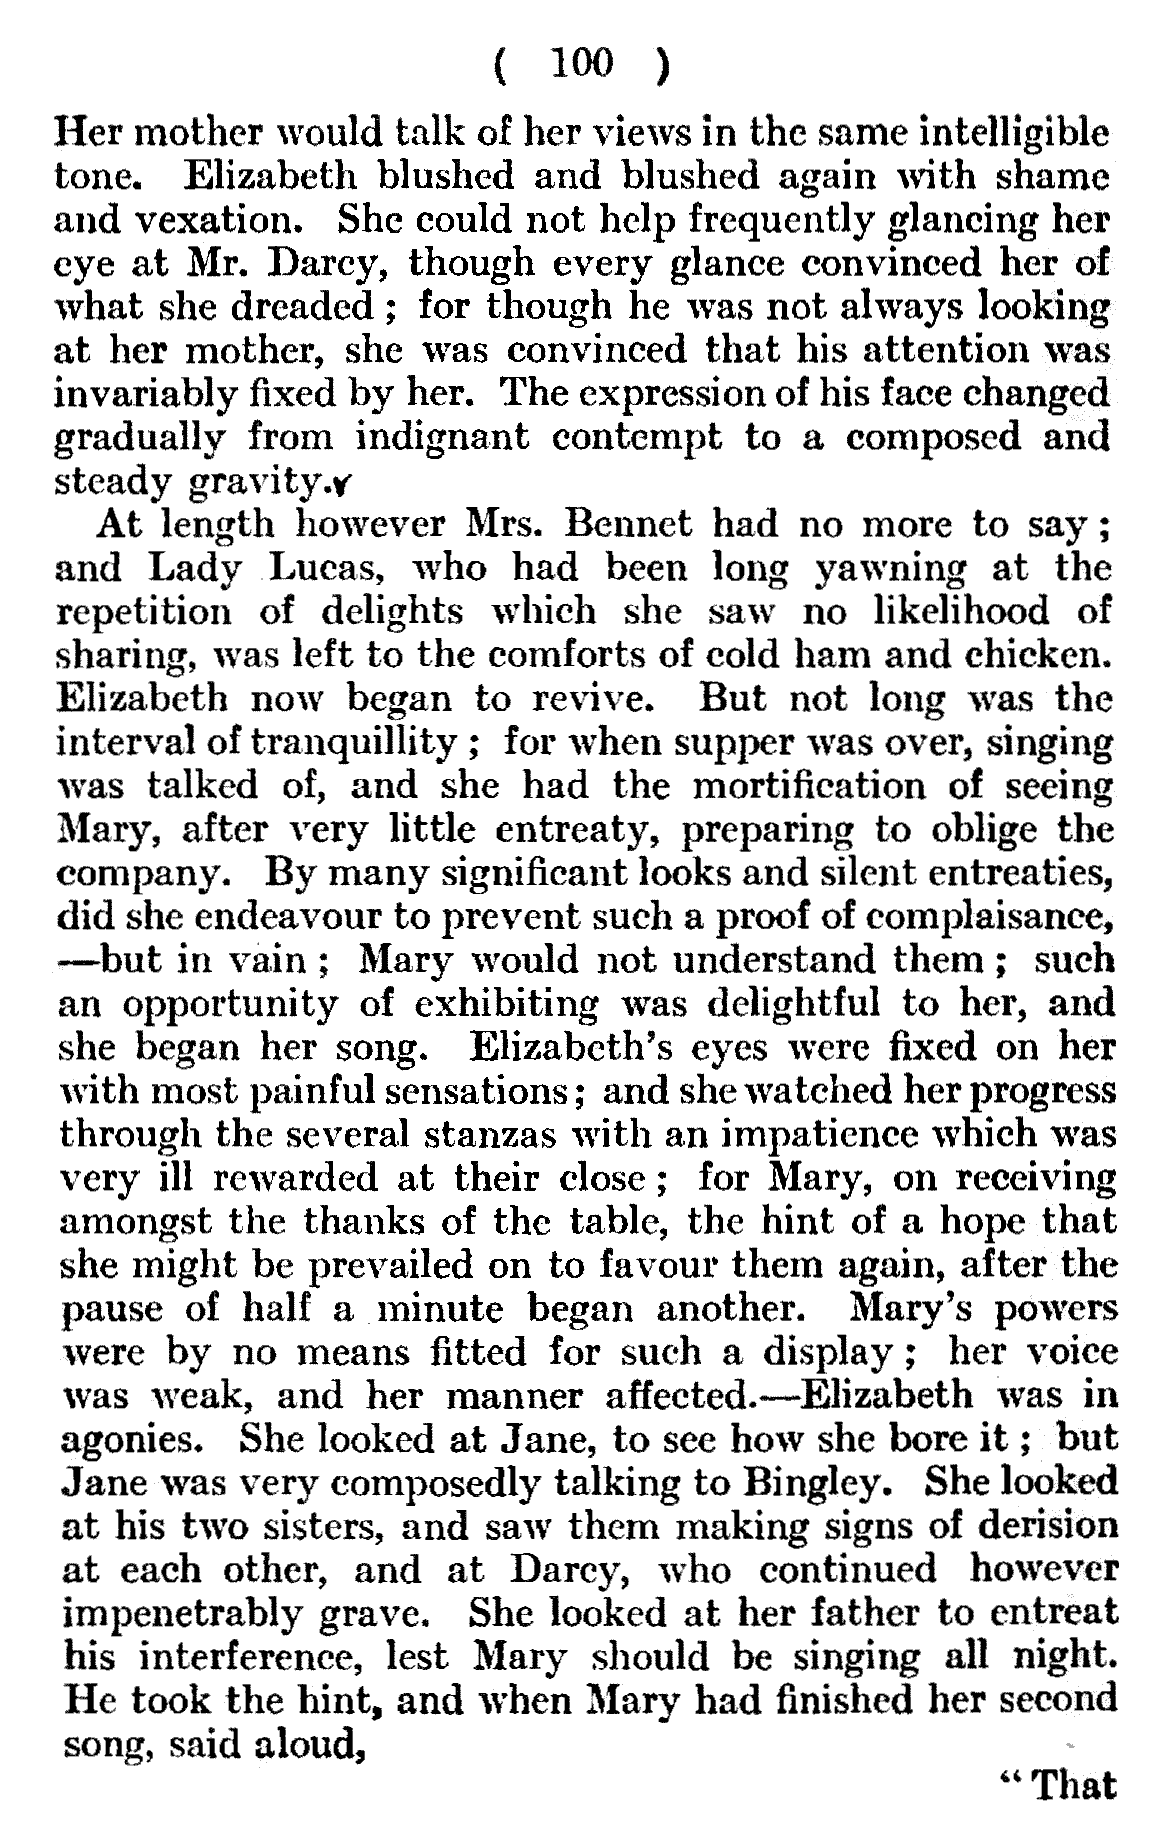 ( 100 )
Her mother would talk of her views in the same intelligible
tone. Elizabeth blushed and blushed again with shame
and vexation. She could not help frequently glancing her
eye at Mr. Darcy, though every glance convinced her of
what she dreaded ; for though he was not always looking
at her mother, she was convinced that his attention was
invariably fixed by her. The expression of his face changed
gradually from indignant contempt to a composed and
steady gravity.
At length however Mrs. Bennet had no more to say ;
and Lady Lucas, who had been long yawning at the
repetition of delights which she saw no likelihood of
sharing, was left to the comforts of cold ham and chicken.
Elizabeth now began to revive. But not long was the
interval of tranquillity ; for when supper was over, singing
was talked of, and she had the mortification of seeing
Mary, after very little entreaty, preparing to oblige the
company. By many significant looks and silent entreaties,
did she endeavour to prevent such a proof of complaisance,
—but in vain ; Mary would not understand them ; such
an opportunity of exhibiting was delightful to her, and
she began her song. Elizabeth's eyes were fixed on her
with most painful sensations ; and she watched her progress
through the several stanzas with an impatience which was
very ill rewarded at their close ; for Mary, on receiving
amongst the thanks of the table, the hint of a hope that
she might be prevailed on to favour them again, after the
pause of half a minute began another. Mary's powers
were by no means fitted for such a display ; her voice
was weak, and her manner affected.—Elizabeth was in
agonies. She looked at Jane, to see how she bore it ; but
Jane was very composedly talking to Bingley. She looked
at his two sisters, and saw them making signs of derision
at each other, and at Darcy, who continued however
impenetrably grave. She looked at her father to entreat
his interference, lest Mary should be singing all night.
He took the hint, and when Mary had finished her second
song, said aloud,
“ That